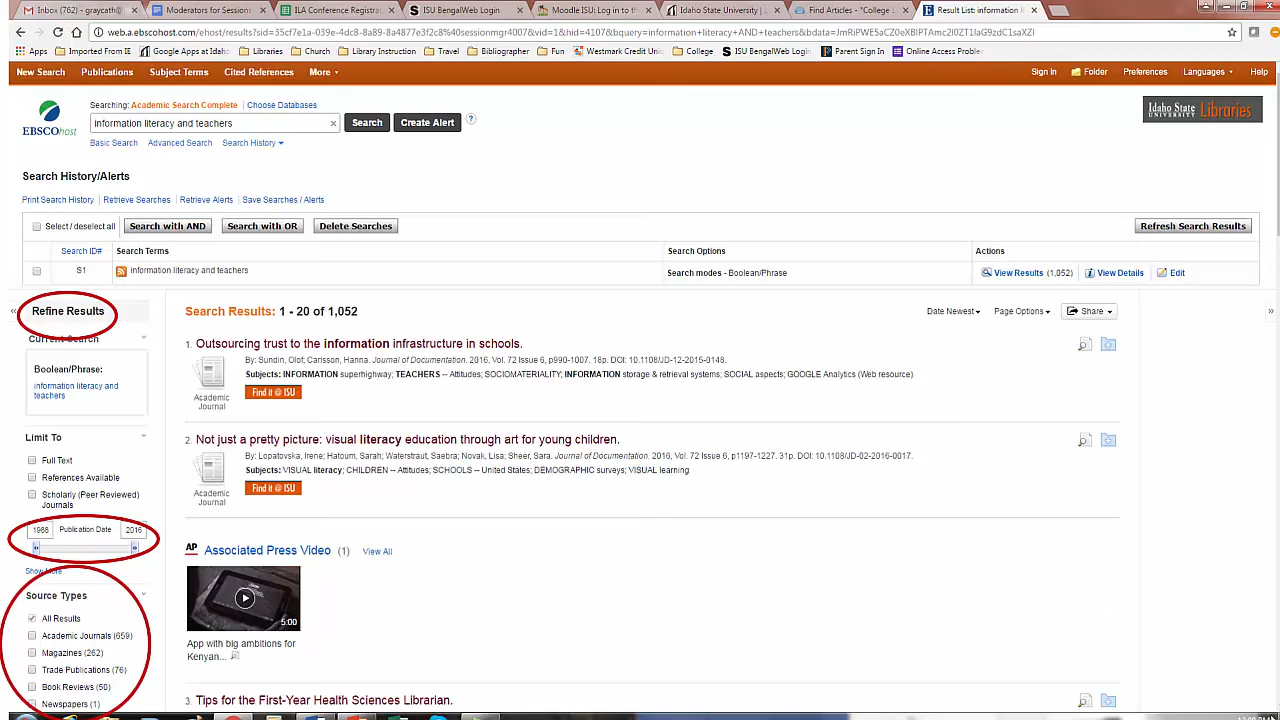 Inbox (762) - graycath@
Moderators for Sessions
ILA Conference Registrat
ISU BengalWeb Login
Moodle ISU: Log in to th
Idaho State University | L
Find Articles - "College L
Result List: information l
web.a.ebscohost.com/ehost/results?sid=35cf7e1a-039e-4dc8-8a89-8a4877e3f2c8%40sessionmgr4007&vid=1&hid=4107&bquery=information+literacy+AND+teachers&bdata=JmRiPWE5aCZ0eXBlPTAmc2l0ZT1laG9zdC1saXZl
Apps Imported From IE Google Apps at Idaho Libraries Church Library Instruction Travel Bibliographer Fun Westmark Credit Unio College ISU BengalWeb Login Parent Sign In Online Access Proble
New Search Publications Subject Terms Cited References More Sign In Folder Preferences Languages Help
Searching: Academic Search Complete Choose Databases
information literacy and teachers × Search Create Alert ?
EBSCOhost
Idaho State UNIVERSITY Libraries
Basic Search Advanced Search Search History
Search History/Alerts
Print Search History Retrieve Searches Retrieve Alerts Save Searches / Alerts
Select / deselect all Search with AND Search with OR Delete Searches Refresh Search Results
Search ID# Search Terms Search Options Actions
S1 information literacy and teachers Search modes - Boolean/Phrase View Results (1,052) View Details Edit
« Refine Results
Current Search
Boolean/Phrase:
information literacy and
teachers
Limit To
Full Text
References Available
Scholarly (Peer Reviewed)
Journals
1968 Publication Date 2016
Show More
Source Types
All Results
Academic Journals (659)
Magazines (262)
Trade Publications (76)
Book Reviews (50)
Newspapers (1)
Search Results: 1 - 20 of 1,052 Date Newest Page Options Share »
1. Outsourcing trust to the information infrastructure in schools.
By: Sundin, Olof; Carlsson, Hanna. Journal of Documentation. 2016, Vol. 72 Issue 6, p990-1007. 18p. DOI: 10.1108/JD-12-2015-0148.
Subjects: INFORMATION superhighway; TEACHERS -- Attitudes; SOCIOMATERIALITY; INFORMATION storage & retrieval systems; SOCIAL aspects; GOOGLE Analytics (Web resource)
Find it @ ISU
Academic
Journal
2. Not just a pretty picture: visual literacy education through art for young children.
By: Lopatovska, Irene; Hatoum, Sarah; Waterstraut, Saebra; Novak, Lisa; Sheer, Sara. Journal of Documentation. 2016, Vol. 72 Issue 6, p1197-1227. 31p. DOI: 10.1108/JD-02-2016-0017.
Subjects: VISUAL literacy; CHILDREN -- Attitudes; SCHOOLS -- United States; DEMOGRAPHIC surveys; VISUAL learning
Find it @ ISU
Academic
Journal
AP Associated Press Video (1) View All
5:00
App with big ambitions for
Kenyan...
3. Tips for the First-Year Health Sciences Librarian.